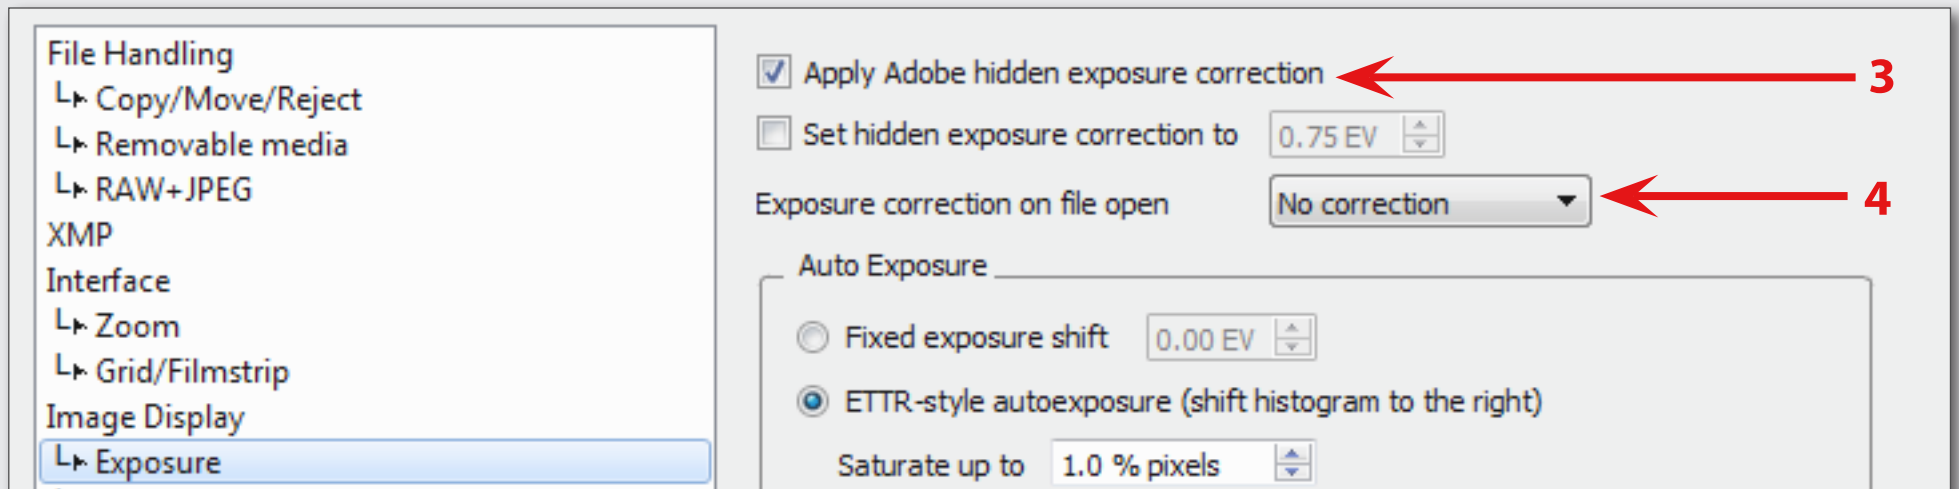 File Handling
Copy/Move/Reject
Removable media
RAW+JPEG
XMP
Interface
Zoom
Grid/Filmstrip
Image Display
Exposure
Apply Adobe hidden exposure correction
3
Set hidden exposure correction to 0.75 EV
Exposure correction on file open No correction
4
Auto Exposure
Fixed exposure shift 0.00 EV
ETTR-style autoexposure (shift histogram to the right)
Saturate up to 1.0 % pixels